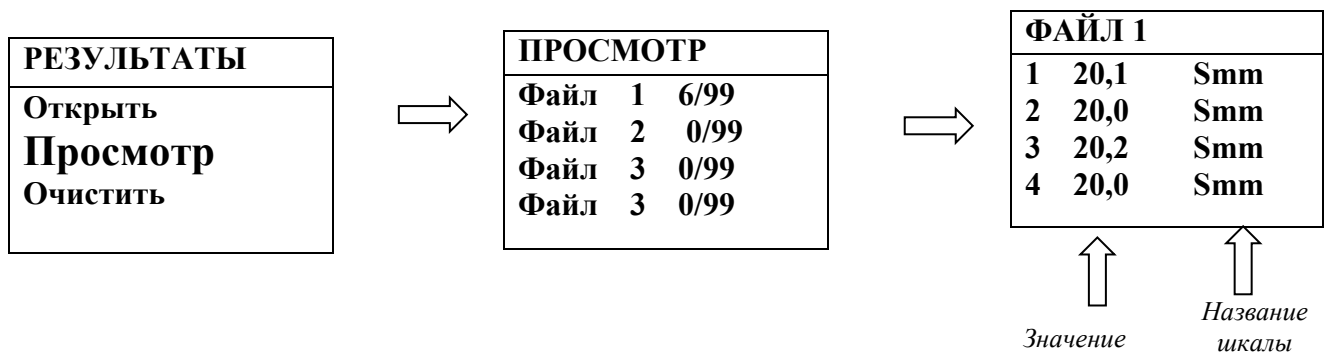 РЕЗУЛЬТАТЫ
Открыть
Просмотр
Очистить
ПРОСМОТР
Файл 1 6/99
Файл 2 0/99
Файл 3 0/99
Файл 3 0/99
ФАЙЛ 1
1 20,1 Smm
2 20,0 Smm
3 20,2 Smm
4 20,0 Smm
Значение
Название
шкалы